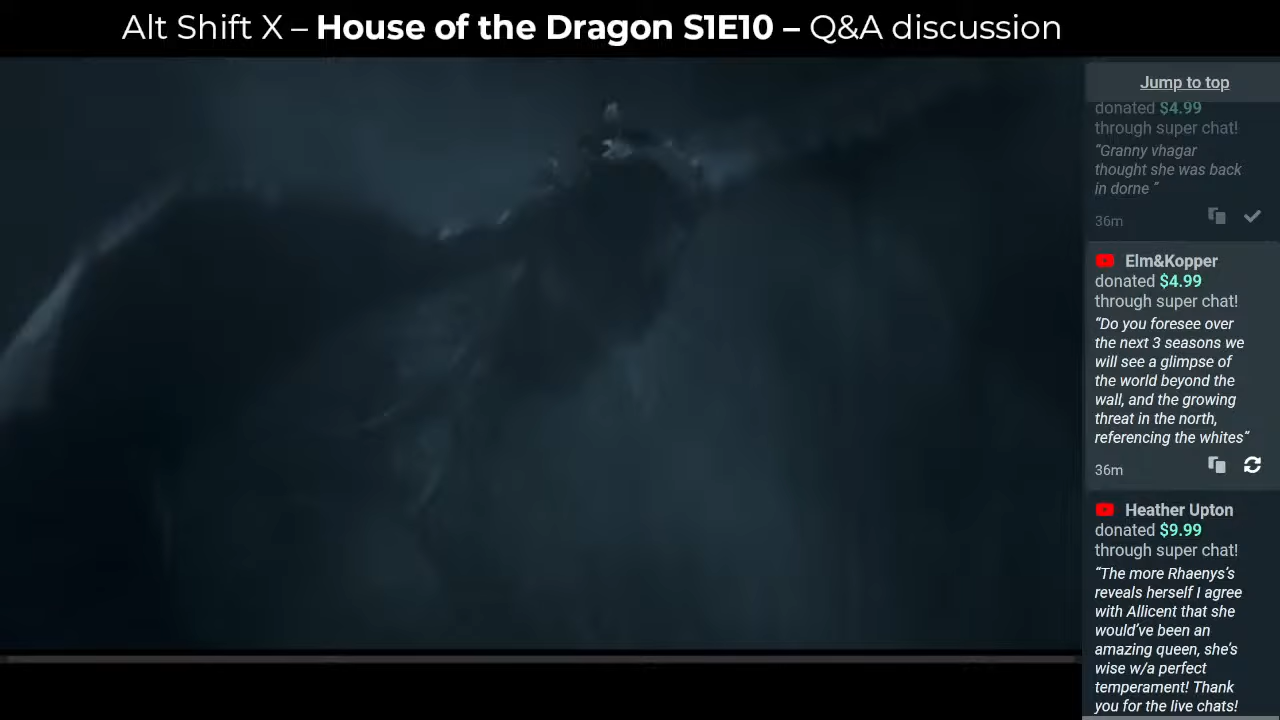 Alt Shift X – House of the Dragon S1E10 – Q&A discussion
Jump to top
donated $4.99
through super chat!
“Granny vhagar
thought she was back
in dorne ”
36m
Elm&Kopper
donated $4.99
through super chat!
“Do you foresee over
the next 3 seasons we
will see a glimpse of
the world beyond the
wall, and the growing
threat in the north,
referencing the whites“
36m
Heather Upton
donated $9.99
through super chat!
“The more Rhaenys’s
reveals herself I agree
with Allicent that she
would’ve been an
amazing queen, she’s
wise w/a perfect
temperament! Thank
you for the live chats!